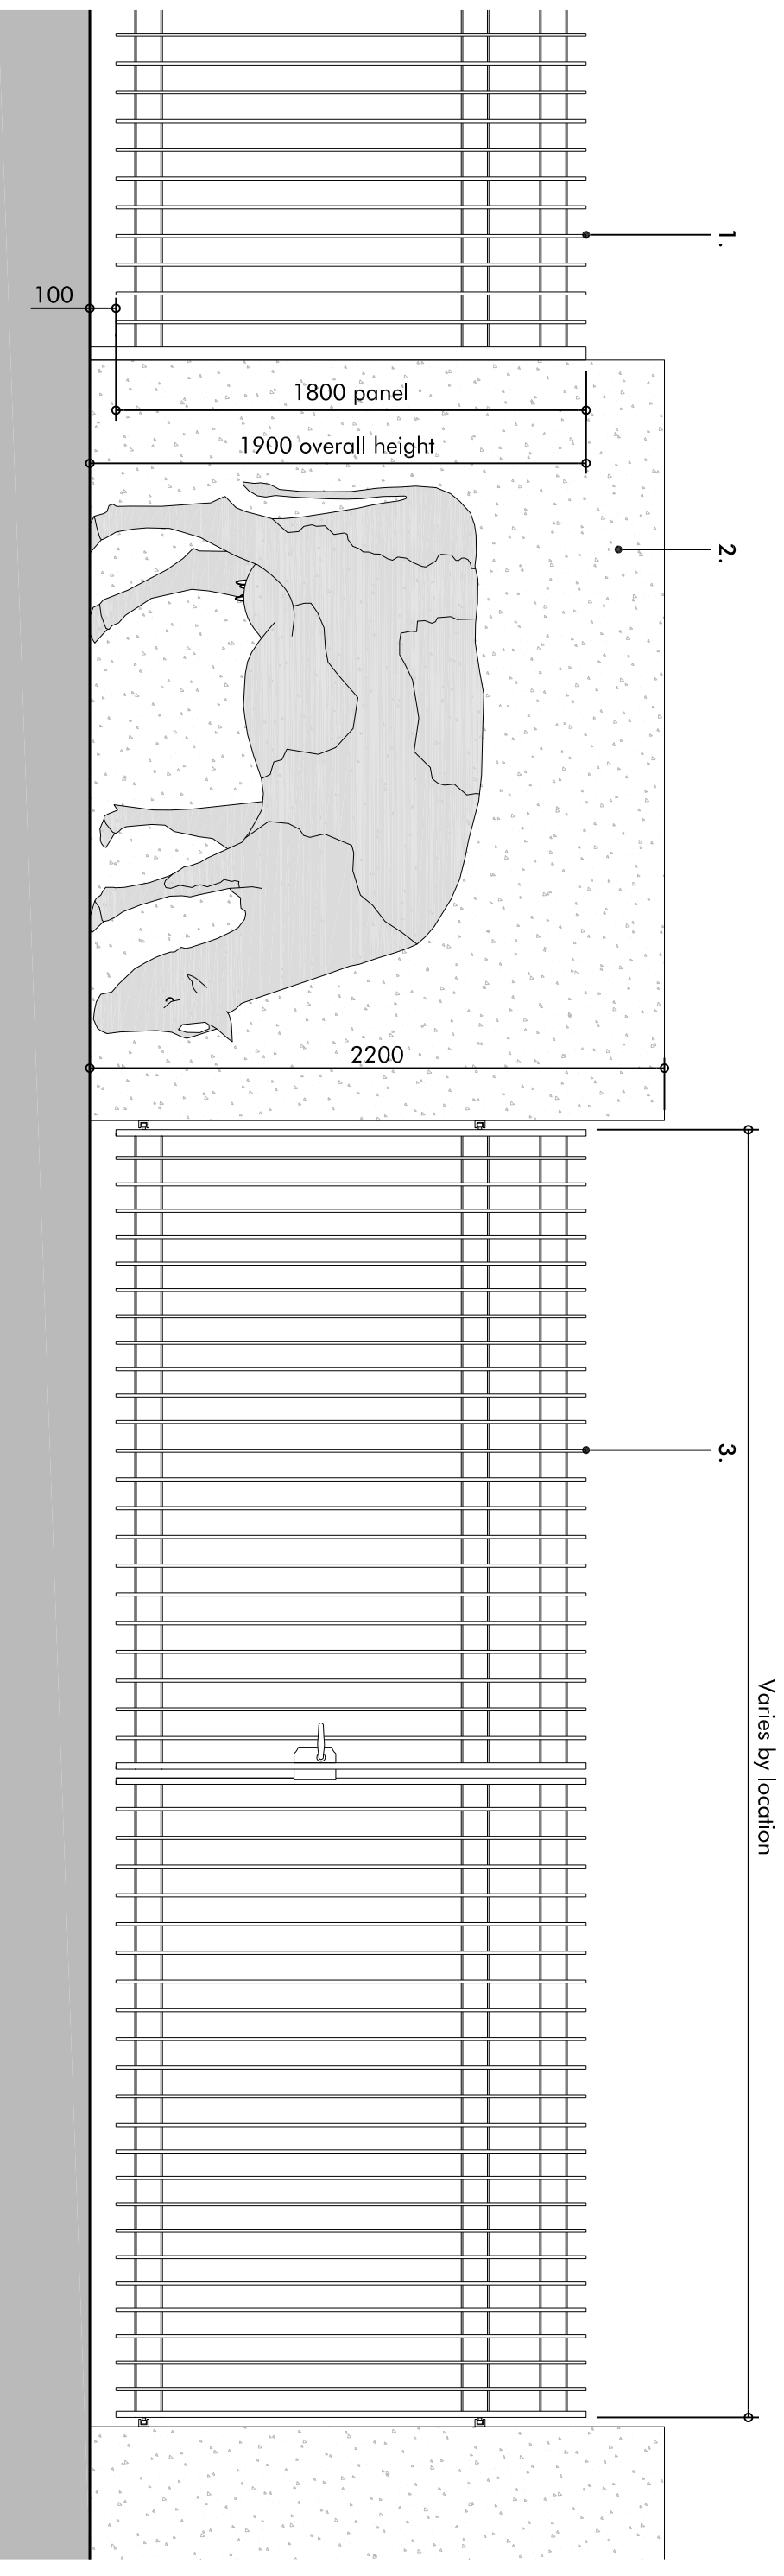 1.
100
1800 panel
1900 overall height
2.
2200
3.
Varies by location